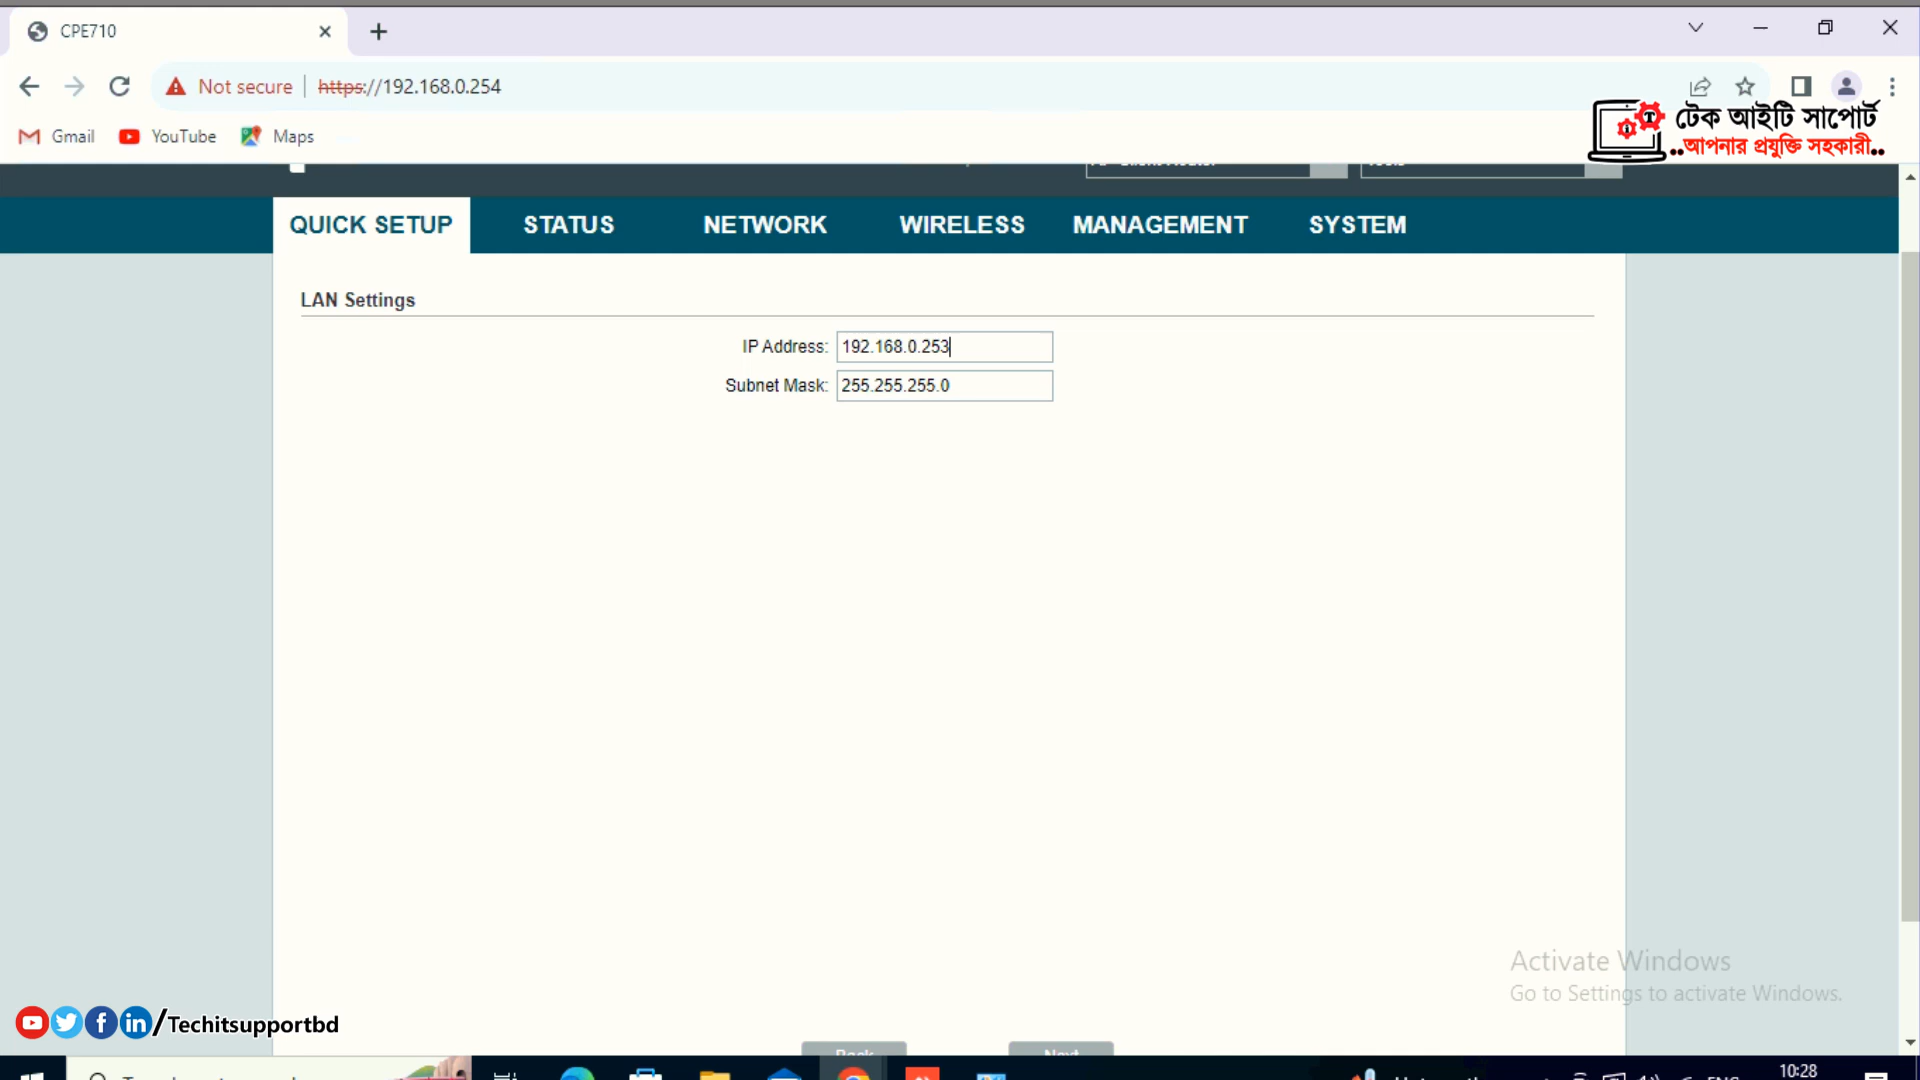 CPE710
Not secure https://192.168.0.254
Gmail YouTube Maps
টেক আইটি সাপোর্ট
..আপনার প্রযুক্তি সহকারী..
QUICK SETUP STATUS NETWORK WIRELESS MANAGEMENT SYSTEM
LAN Settings
IP Address: 192.168.0.253
Subnet Mask: 255.255.255.0
Activate Windows
Go to Settings to activate Windows.
/Techitsupportbd
Back Next
10:28